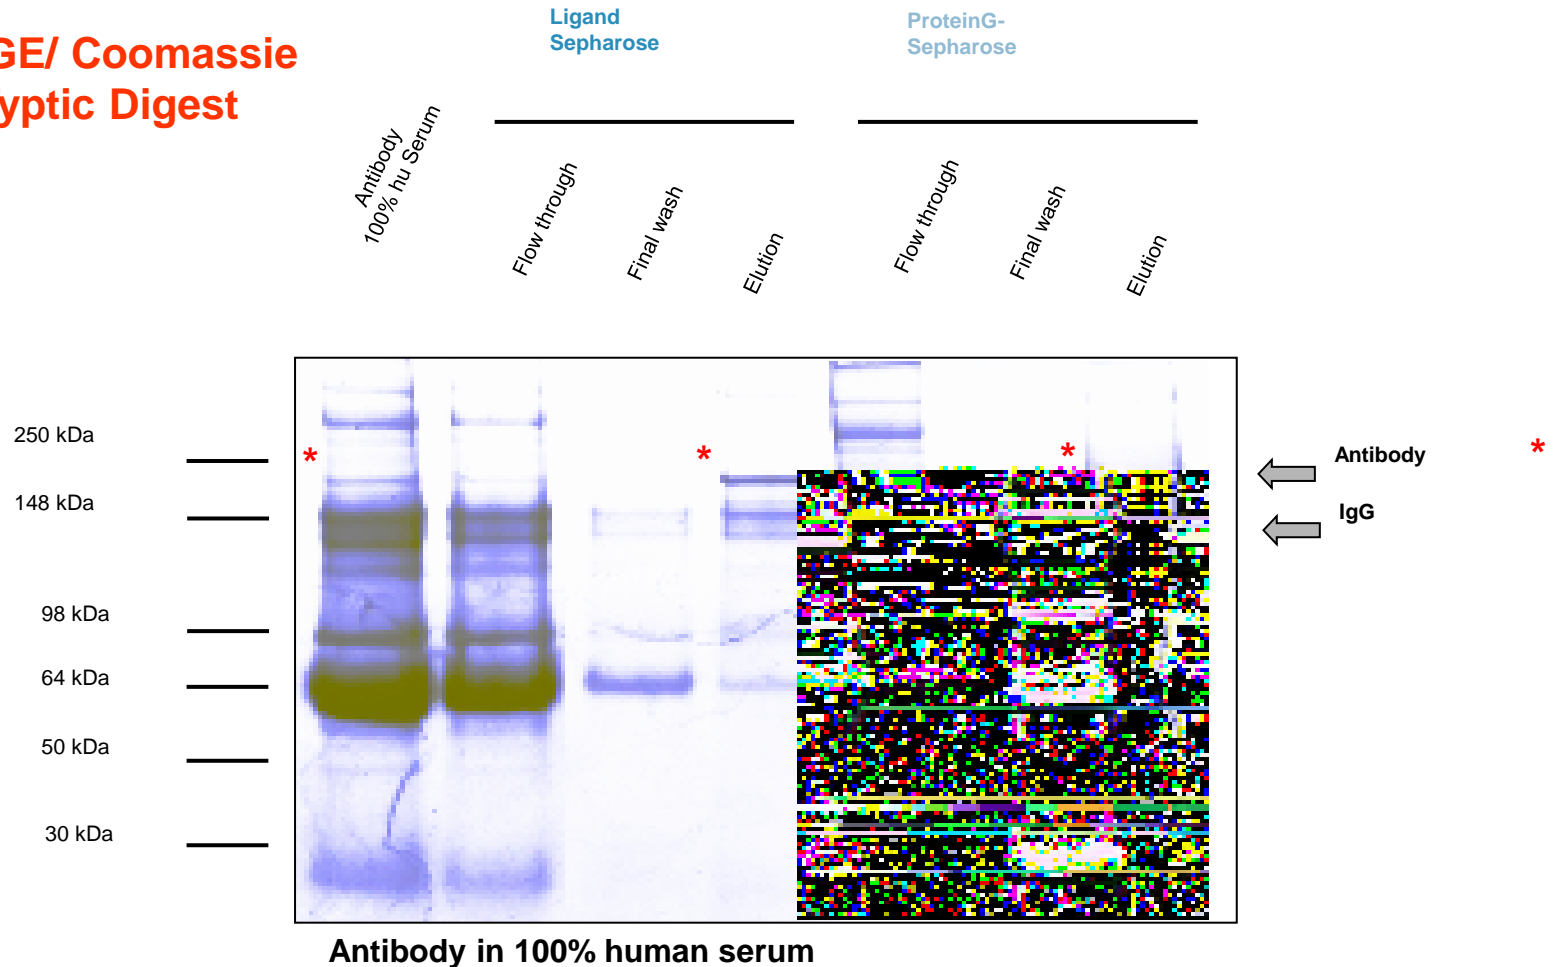 GE/ Coomassie
yptic Digest
Ligand
Sepharose
ProteinG-
Sepharose
Antibody
100% hu Serum
Flow through
Final wash
Elution
Flow through
Final wash
Elution
250 kDa
148 kDa
98 kDa
64 kDa
50 kDa
30 kDa
*
*
*
Antibody
*
IgG
Antibody in 100% human serum